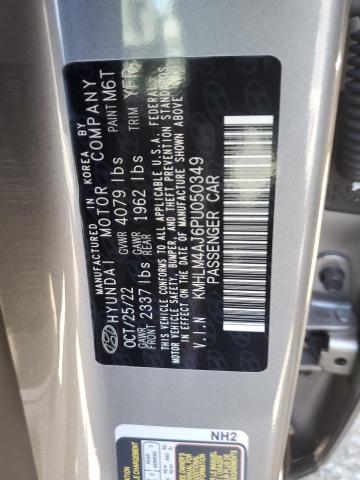 MANUFACTURED IN KOREA BY
HYUNDAI MOTOR COMPANY
OCT/25/22 GVWR 4079 lbs PAINT M6T
GAWR FRONT 2337 lbs GAWR REAR 1962 lbs TRIM YFR
THIS VEHICLE CONFORMS TO ALL APPLICABLE U.S.A. FEDERAL
MOTOR VEHICLE SAFETY, BUMPER, AND THEFT PREVENTION STANDARDS
IN EFFECT ON THE DATE OF MANUFACTURE SHOWN ABOVE.
V.I.N KMHLM4AJ6PU050349
PASSENGER CAR
NH2